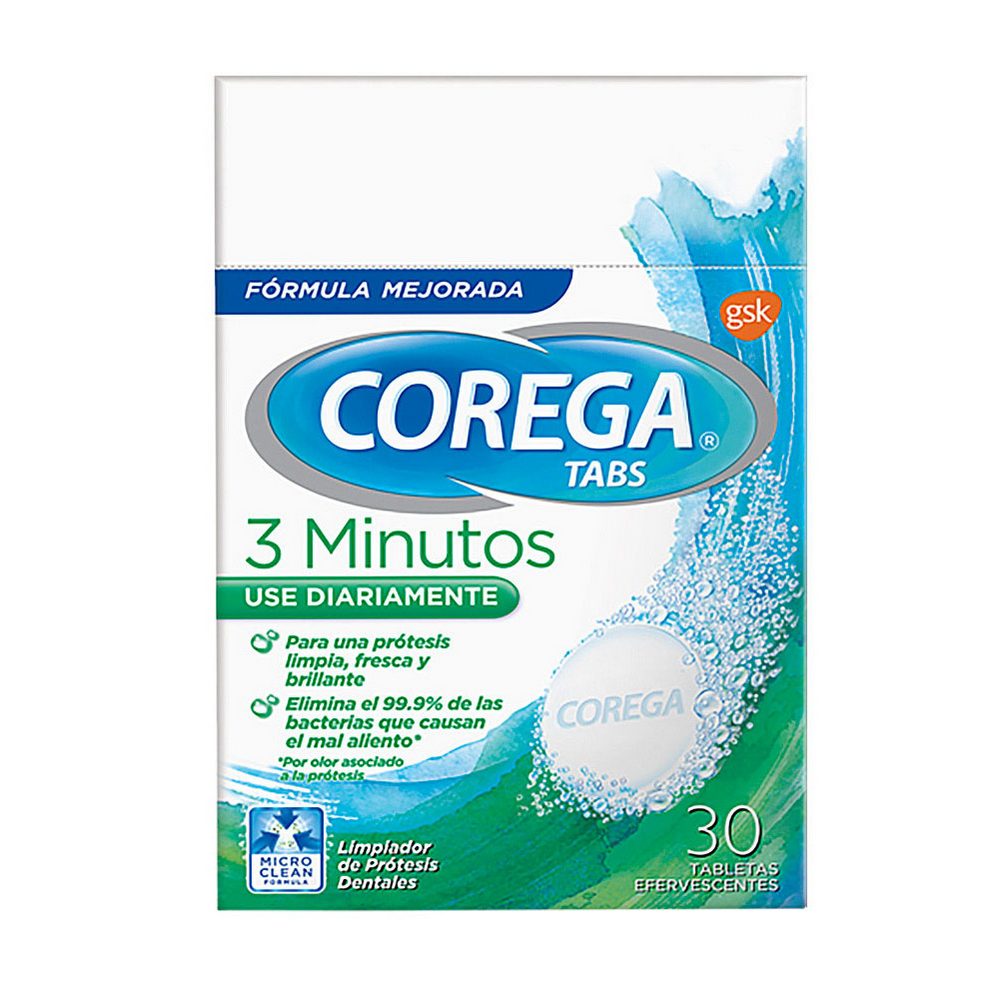 FÓRMULA MEJORADA
gsk
COREGA®
TABS
3 Minutos
USE DIARIAMENTE
Para una prótesis
limpia, fresca y
brillante
Elimina el 99.9% de las
bacterias que causan
el mal aliento*
*Por olor asociado
a la prótesis
COREGA
MICRO
CLEAN
FORMULA
Limpiador
de Prótesis
Dentales
30
TABLETAS
EFERVESCENTES